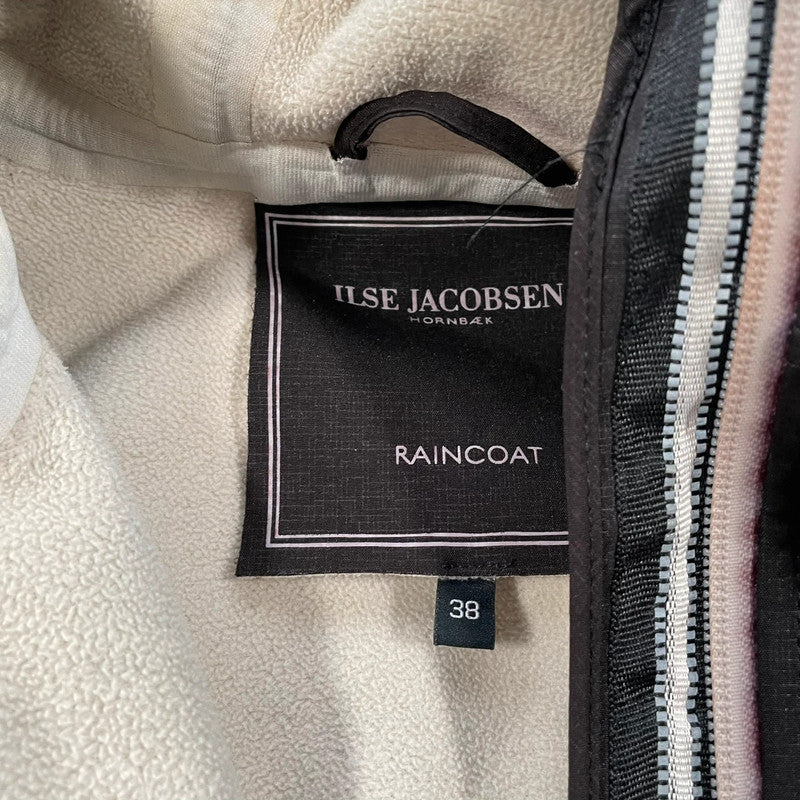 ILSE JACOBSEN
HORNBÆK
RAINCOAT
38